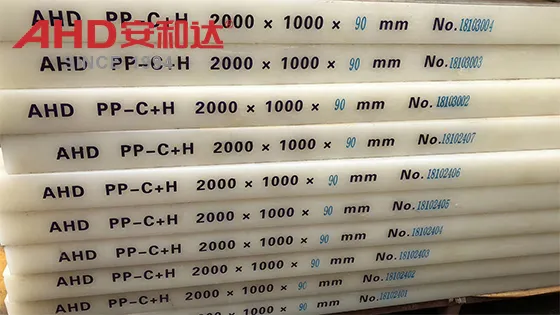 AHD安和达
SINCE 1994
AHD PP-C+H 2000 × 1000 × 90 mm No.18103004
AHD PP-C+H 2000 × 1000 × 90 mm No.18103003
AHD PP-C+H 2000 × 1000 × 90 mm No.18103002
AHD PP-C+H 2000 × 1000 × 90 mm No.18102407
AHD PP-C+H 2000 × 1000 × 90 mm No.18102406
AHD PP-C+H 2000 × 1000 × 90 mm No.18102405
AHD PP-C+H 2000 × 1000 × 90 mm No.18102404
AHD PP-C+H 2000 × 1000 × 90 mm No.18102403
AHD PP-C+H 2000 × 1000 × 90 mm No.18102402
AHD PP-C+H 2000 × 1000 × 90 mm No.18102401